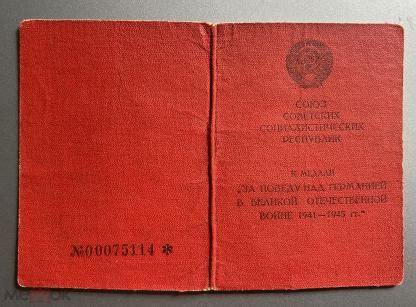 №00075114 *
СОЮЗ
СОВЕТСКИХ
СОЦИАЛИСТИЧЕСКИХ
РЕСПУБЛИК
К МЕДАЛИ
„ЗА ПОБЕДУ НАД ГЕРМАНИЕЙ
В ВЕЛИКОЙ ОТЕЧЕСТВЕННОЙ
ВОЙНЕ 1941—1945 гг."